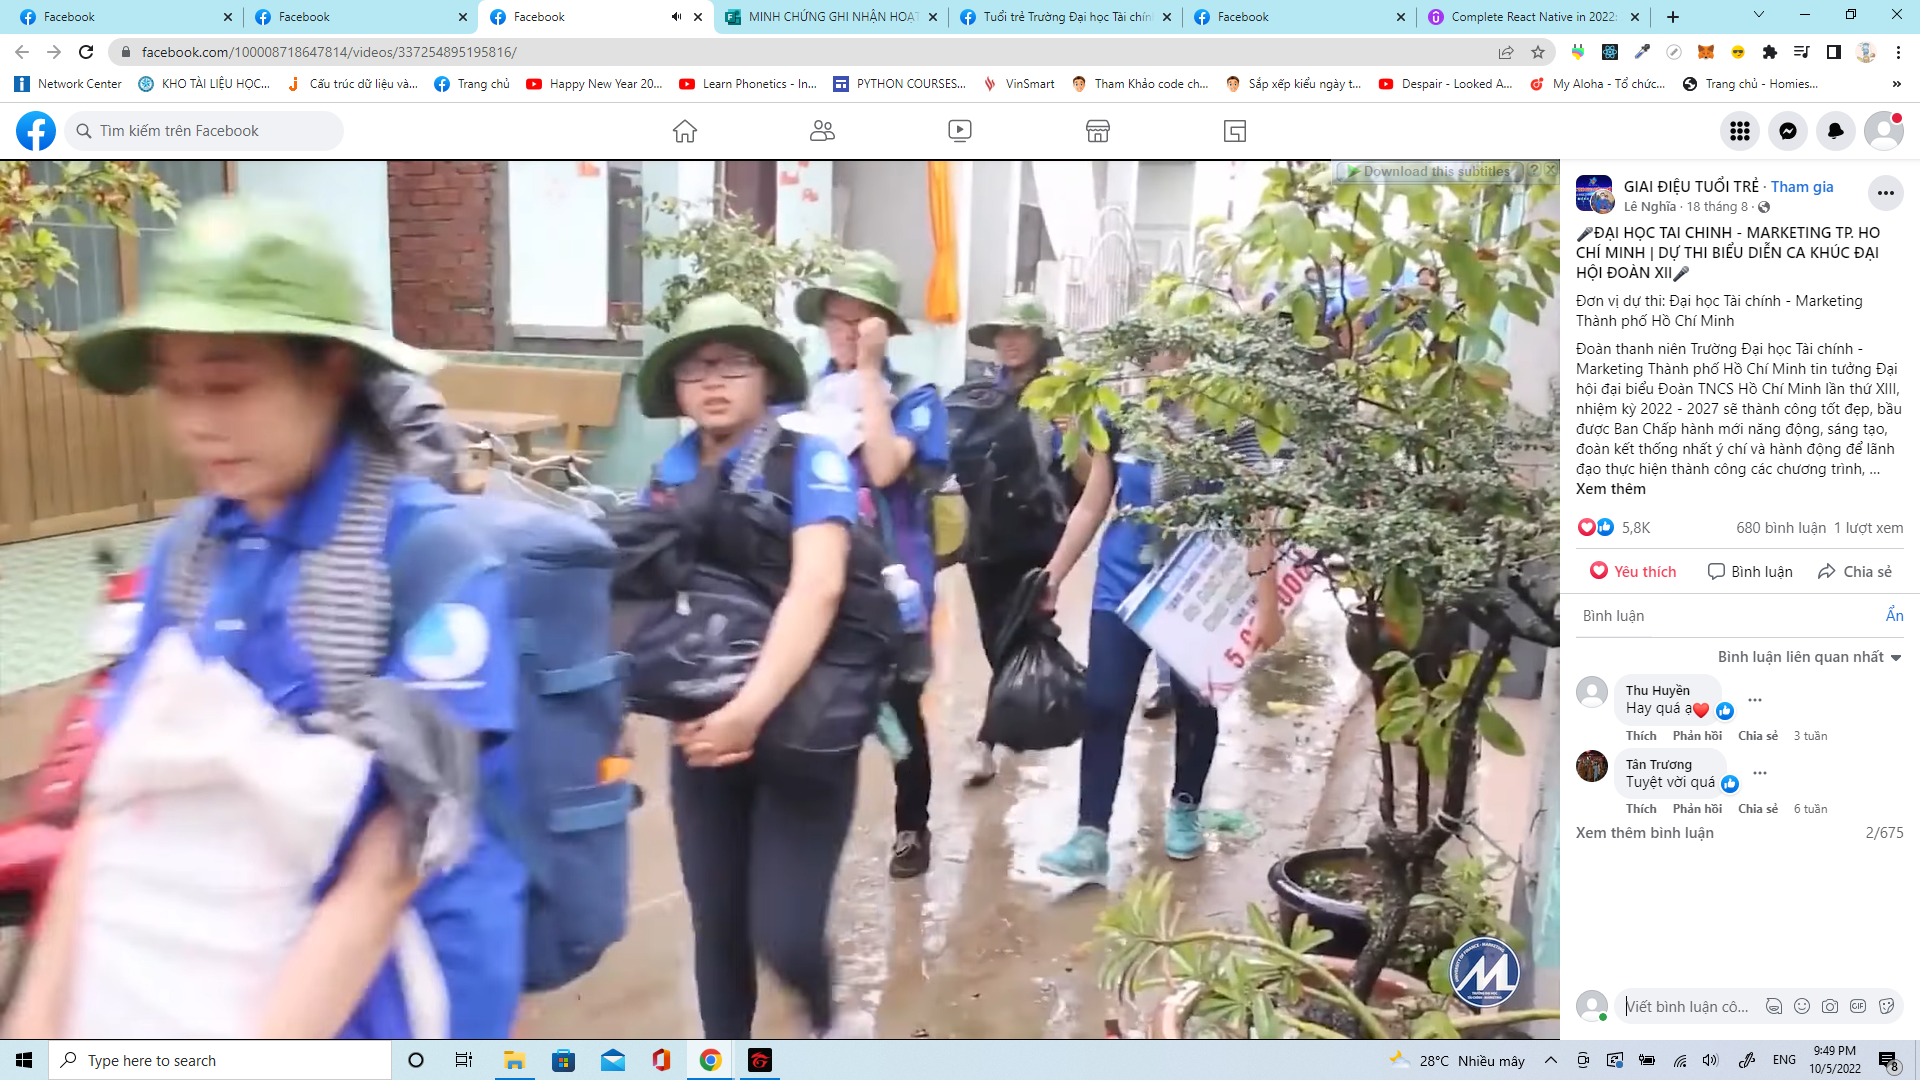 Facebook
Facebook
Facebook
MINH CHỨNG GHI NHẬN HOẠT
Tuổi trẻ Trường Đại học Tài chín
Facebook
Complete React Native in 2022:
facebook.com/100008718647814/videos/337254895195816/
Network Center
KHO TÀI LIỆU HỌC...
Cấu trúc dữ liệu và...
Trang chủ
Happy New Year 20...
Learn Phonetics - In...
PYTHON COURSES...
VinSmart
Tham Khảo code ch...
Sắp xếp kiểu ngày t...
Despair - Looked A...
My Aloha - Tổ chức...
Trang chủ - Homies...
Tìm kiếm trên Facebook
Download this subtitles
GIAI ĐIỆU TUỔI TRẺ · Tham gia
Lê Nghĩa · 18 tháng 8 ·
🎤ĐẠI HỌC TAI CHINH - MARKETING TP. HO
CHÍ MINH | DỰ THI BIỂU DIỄN CA KHÚC ĐẠI
HỘI ĐOÀN XII🎤
Đơn vị dự thi: Đại học Tài chính - Marketing
Thành phố Hồ Chí Minh
Đoàn thanh niên Trường Đại học Tài chính -
Marketing Thành phố Hồ Chí Minh tin tưởng Đại
hội đại biểu Đoàn TNCS Hồ Chí Minh lần thứ XIII,
nhiệm kỳ 2022 - 2027 sẽ thành công tốt đẹp, bầu
được Ban Chấp hành mới năng động, sáng tạo,
đoàn kết thống nhất ý chí và hành động để lãnh
đạo thực hiện thành công các chương trình, ...
Xem thêm
5,8K
680 bình luận 1 lượt xem
Yêu thích
Bình luận
Chia sẻ
Bình luận
Ẩn
Bình luận liên quan nhất
Thu Huyền
Hay quá ạ❤️
Thích Phản hồi Chia sẻ 3 tuần
Tân Trương
Tuyệt vời quá
Thích Phản hồi Chia sẻ 6 tuần
Xem thêm bình luận 2/675
Viết bình luận cô...
GIF
UNIVERSITY OF FINANCE - MARKETING
TRƯỜNG ĐẠI HỌC
TÀI CHÍNH - MARKETING
Type here to search
28°C Nhiều mây
ENG
9:49 PM
10/5/2022
8